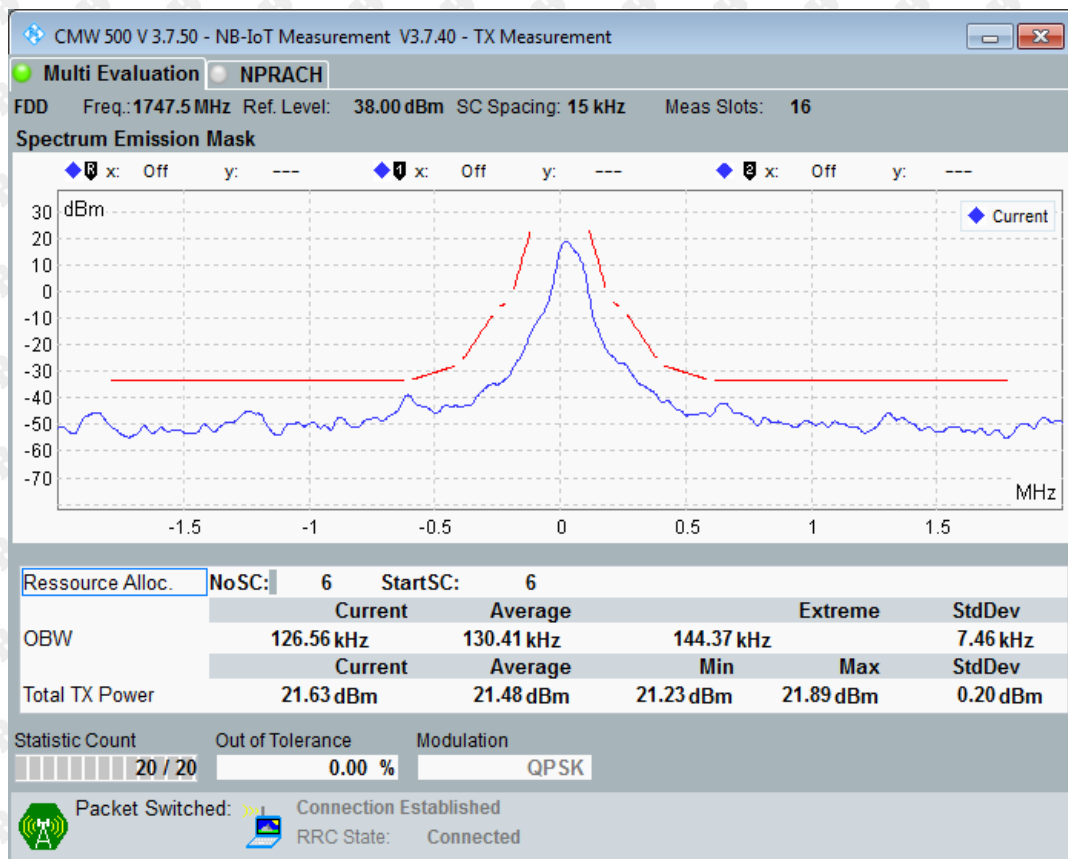 CMW 500 V 3.7.50 - NB-IoT Measurement V3.7.40 - TX Measurement
Multi Evaluation NPRACH
FDD Freq.: 1747.5 MHz Ref. Level: 38.00 dBm SC Spacing: 15 kHz Meas Slots: 16
Spectrum Emission Mask
R x: Off y: --- 1 x: Off y: --- 2 x: Off y: ---
dBm
Current
30
20
10
0
-10
-20
-30
-40
-50
-60
-70
MHz
-1.5 -1 -0.5 0 0.5 1 1.5
Ressource Alloc. NoSC: 6 StartSC: 6
Current Average Extreme StdDev
OBW 126.56 kHz 130.41 kHz 144.37 kHz 7.46 kHz
Current Average Min Max StdDev
Total TX Power 21.63 dBm 21.48 dBm 21.23 dBm 21.89 dBm 0.20 dBm
Statistic Count Out of Tolerance Modulation
20 / 20 0.00 % QPSK
Packet Switched: Connection Established
RRC State: Connected